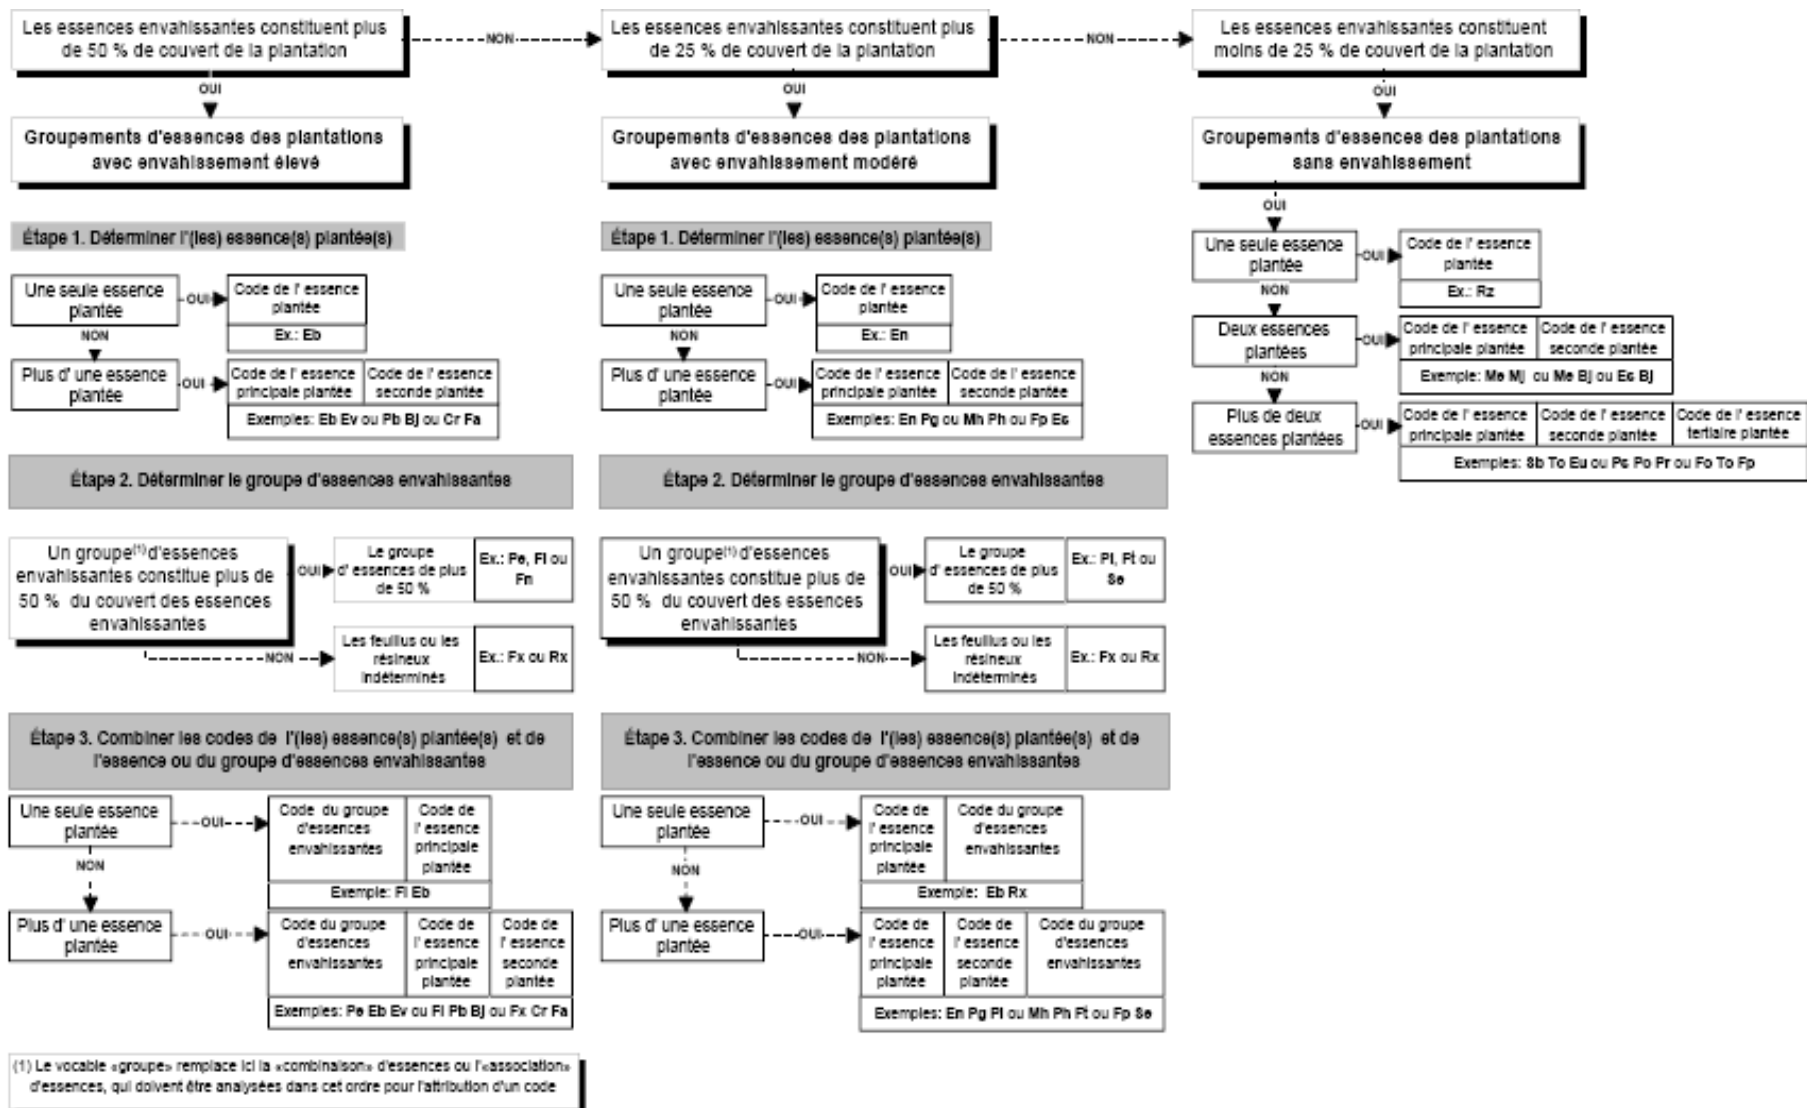 Les essences envahissantes constituent plus
de 50 % de couvert de la plantation
NON
Les essences envahissantes constituent plus
de 25 % de couvert de la plantation
NON
Les essences envahissantes constituent
moins de 25 % de couvert de la plantation
OUI
OUI
OUI
Groupements d'essences des plantations
avec envahissement élevé
Groupements d'essences des plantations
avec envahissement modéré
Groupements d'essences des plantations
sans envahissement
Étape 1. Déterminer l'(les) essence(s) plantée(s)
Une seule essence
plantée
OUI
Code de l' essence
plantée
Ex.: Eb
NON
Plus d' une essence
plantée
OUI
Code de l' essence
principale plantée
Code de l' essence
seconde plantée
Exemples: Eb Ev ou Pb Bj ou Cr Fa
Étape 2. Déterminer le groupe d'essences envahissantes
Un groupe(1) d'essences
envahissantes constitue plus de
50 % du couvert des essences
envahissantes
OUI
Le groupe
d' essences de plus
de 50 %
Ex.: Pe, Fi ou
Fn
NON
Les feuillus ou les
résineux
indéterminés
Ex.: Fx ou Rx
Étape 3. Combiner les codes de l'(les) essence(s) plantée(s) et de
l'essence ou du groupe d'essences envahissantes
Une seule essence
plantée
OUI
Code du groupe
d'essences
envahissantes
Code de
l' essence
principale
plantée
Exemple: Fi Eb
NON
Plus d' une essence
plantée
OUI
Code du groupe
d'essences
envahissantes
Code de
l' essence
principale
plantée
Code de
l' essence
seconde
plantée
Exemples: Pe Eb Ev ou Fi Pb Bj ou Fx Cr Fa
(1) Le vocable «groupe» remplace ici la «combinaison» d'essences ou l'«association»
d'essences, qui doivent être analysées dans cet ordre pour l'attribution d'un code
Étape 1. Déterminer l'(les) essence(s) plantée(s)
Une seule essence
plantée
OUI
Code de l' essence
plantée
Ex.: En
NON
Plus d' une essence
plantée
OUI
Code de l' essence
principale plantée
Code de l' essence
seconde plantée
Exemples: En Pg ou Mh Ph ou Fp Es
Étape 2. Déterminer le groupe d'essences envahissantes
Un groupe(1) d'essences
envahissantes constitue plus de
50 % du couvert des essences
envahissantes
OUI
Le groupe
d' essences de plus
de 50 %
Ex.: Pi, Ft ou
Se
NON
Les feuillus ou les
résineux
indéterminés
Ex.: Fx ou Rx
Étape 3. Combiner les codes de l'(les) essence(s) plantée(s) et de
l'essence ou du groupe d'essences envahissantes
Une seule essence
plantée
OUI
Code de
l' essence
principale
plantée
Code du groupe
d'essences
envahissantes
Exemple: Eb Rx
NON
Plus d' une essence
plantée
OUI
Code de
l' essence
principale
plantée
Code de
l' essence
seconde
plantée
Code du groupe
d'essences
envahissantes
Exemples: En Pg Pi ou Mh Ph Ft ou Fp Se
OUI
Une seule essence
plantée
OUI
Code de l' essence
plantée
Ex.: Rz
NON
Deux essences
plantées
OUI
Code de l' essence
principale plantée
Code de l' essence
seconde plantée
Exemple: Me Mj ou Me Bj ou Es Bj
NON
Plus de deux
essences plantées
OUI
Code de l' essence
principale plantée
Code de l' essence
seconde plantée
Code de l' essence
tertiaire plantée
Exemples: Sb To Eu ou Ps Po Pr ou Fo To Fp